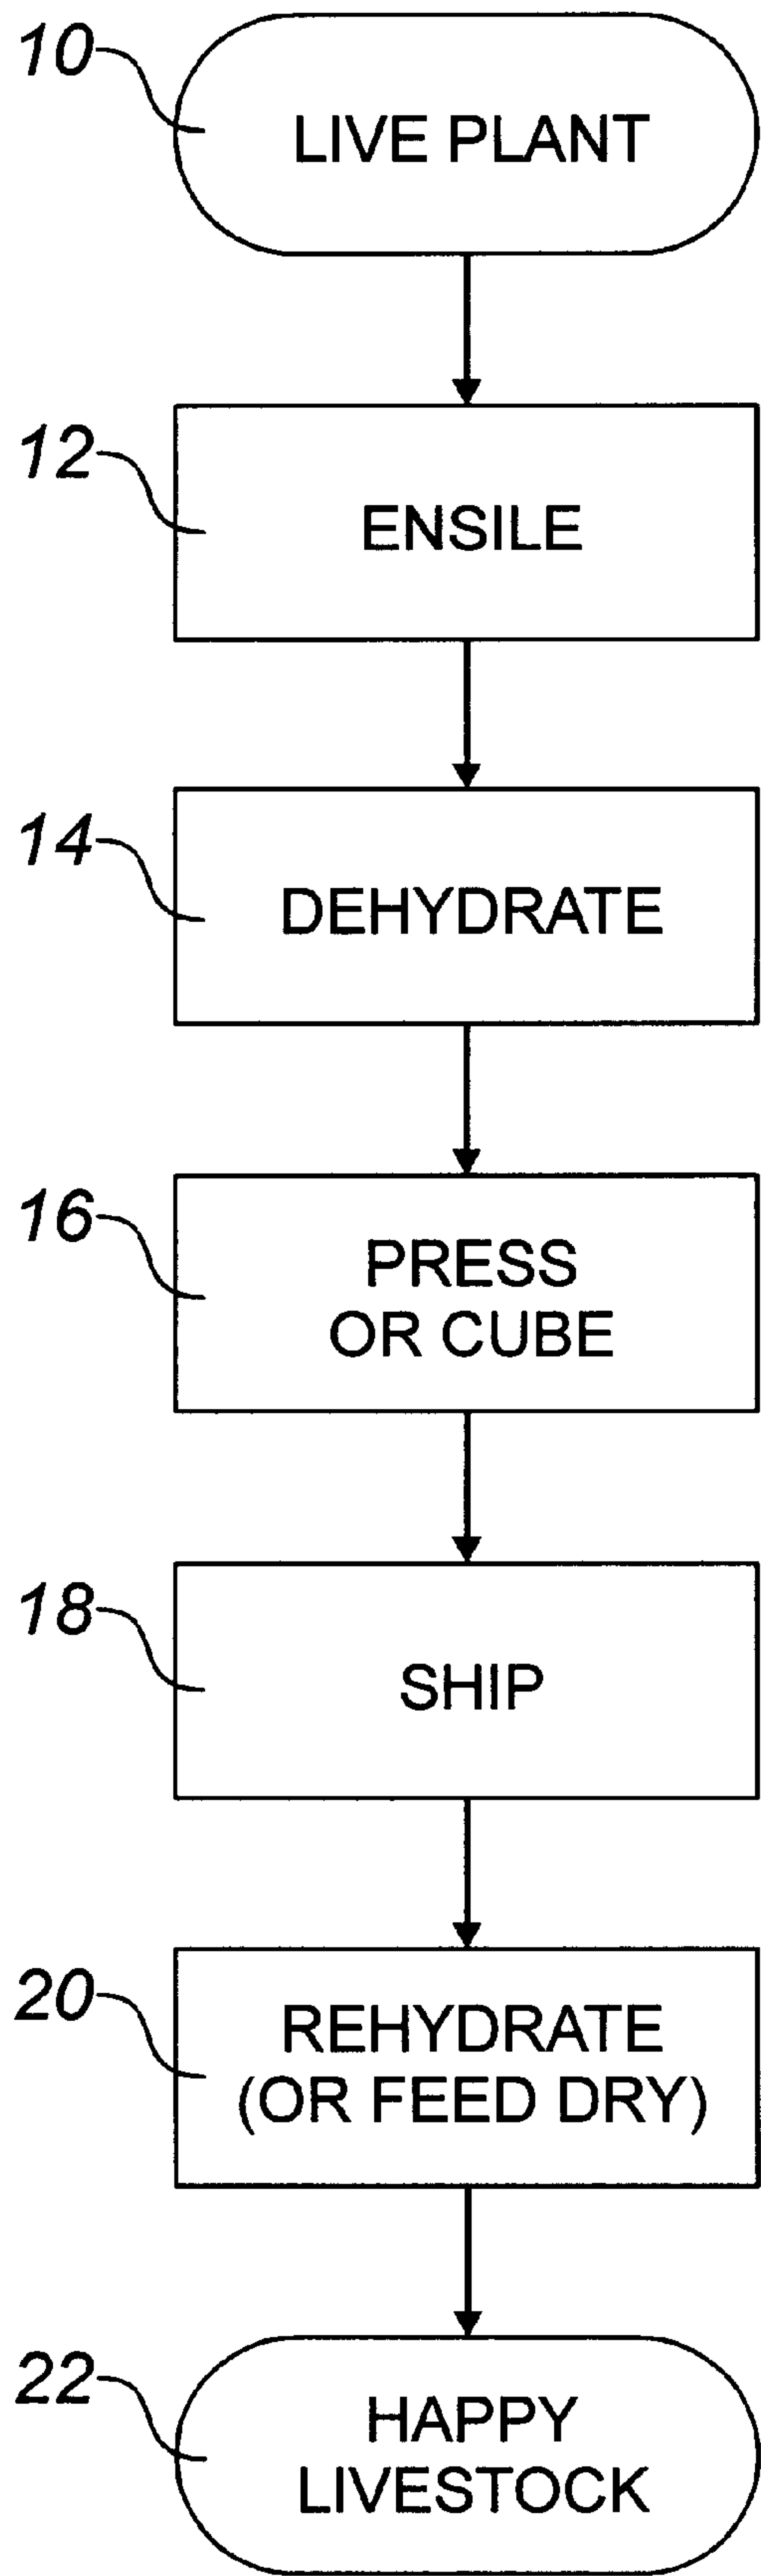 10
LIVE PLANT
12
ENSILE
14
DEHYDRATE
16
PRESS
OR CUBE
18
SHIP
20
REHYDRATE
(OR FEED DRY)
22
HAPPY
LIVESTOCK